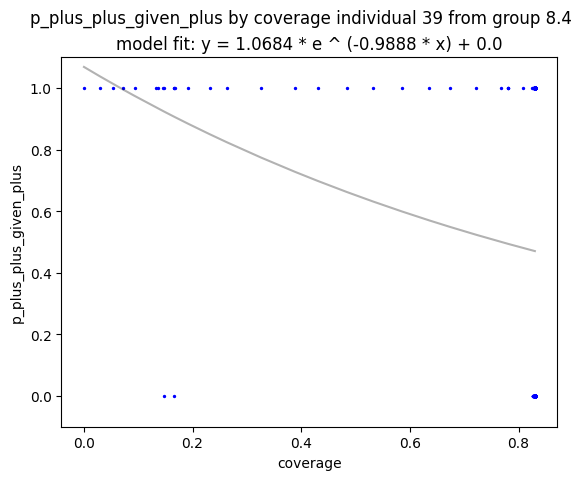 p_plus_plus_given_plus by coverage individual 39 from group 8.4
model fit: y = 1.0684 * e ^ (-0.9888 * x) + 0.0
1.0
0.8
0.6
0.4
0.2
0.0
p_plus_plus_given_plus
0.0 0.2 0.4 0.6 0.8
coverage